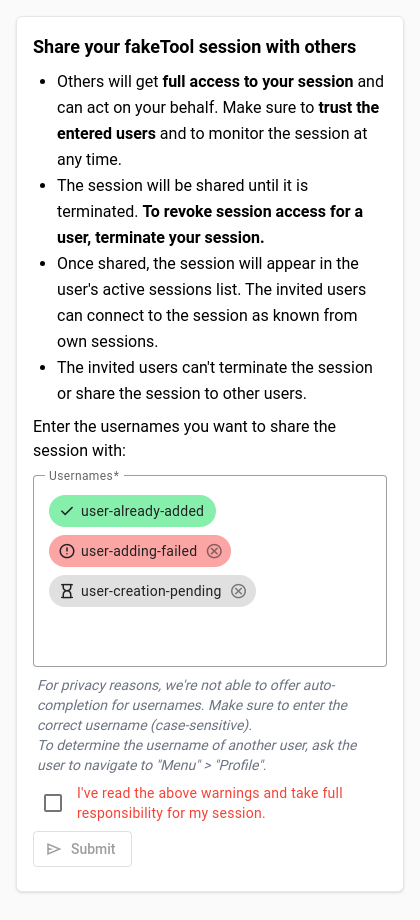 Share your fakeTool session with others
Others will get full access to your session and
can act on your behalf. Make sure to trust the
entered users and to monitor the session at
any time.
The session will be shared until it is
terminated. To revoke session access for a
user, terminate your session.
Once shared, the session will appear in the
user's active sessions list. The invited users
can connect to the session as known from
own sessions.
The invited users can't terminate the session
or share the session to other users.
Enter the usernames you want to share the
session with:
Usernames*
user-already-added
user-adding-failed
user-creation-pending
For privacy reasons, we're not able to offer auto-
completion for usernames. Make sure to enter the
correct username (case-sensitive).
To determine the username of another user, ask the
user to navigate to "Menu" > "Profile".
I've read the above warnings and take full
responsibility for my session.
Submit